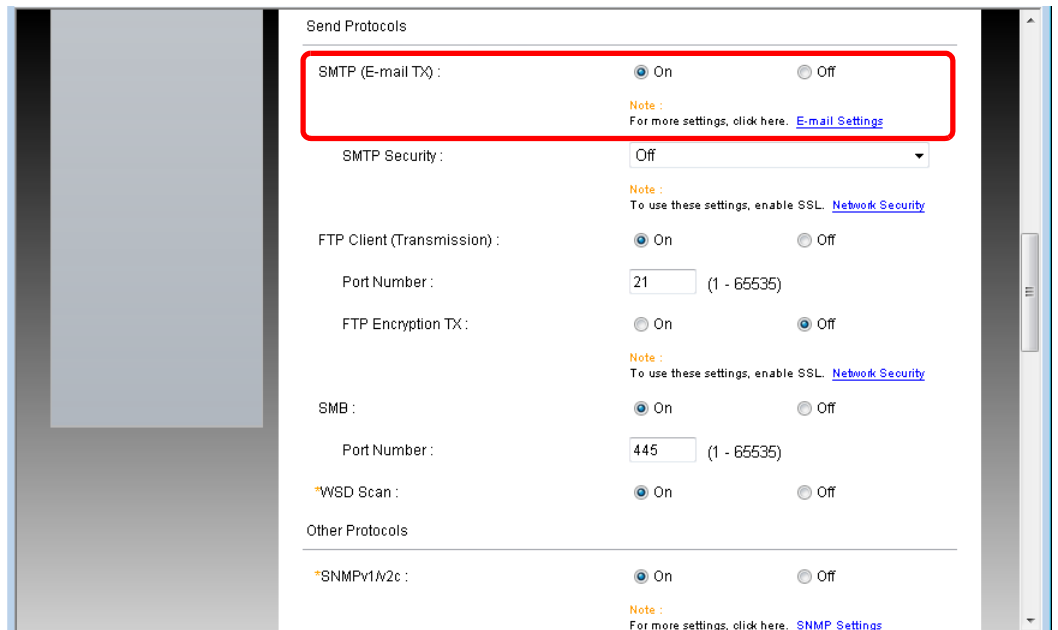 Send Protocols
SMTP (E-mail TX) : On Off
Note :
For more settings, click here. E-mail Settings
SMTP Security : Off
Note :
To use these settings, enable SSL. Network Security
FTP Client (Transmission) : On Off
Port Number : 21 (1 - 65535)
FTP Encryption TX : On Off
Note :
To use these settings, enable SSL. Network Security
SMB : On Off
Port Number : 445 (1 - 65535)
*WSD Scan : On Off
Other Protocols
*SNMPv1/v2c : On Off
Note :
For more settings, click here. SNMP Settings